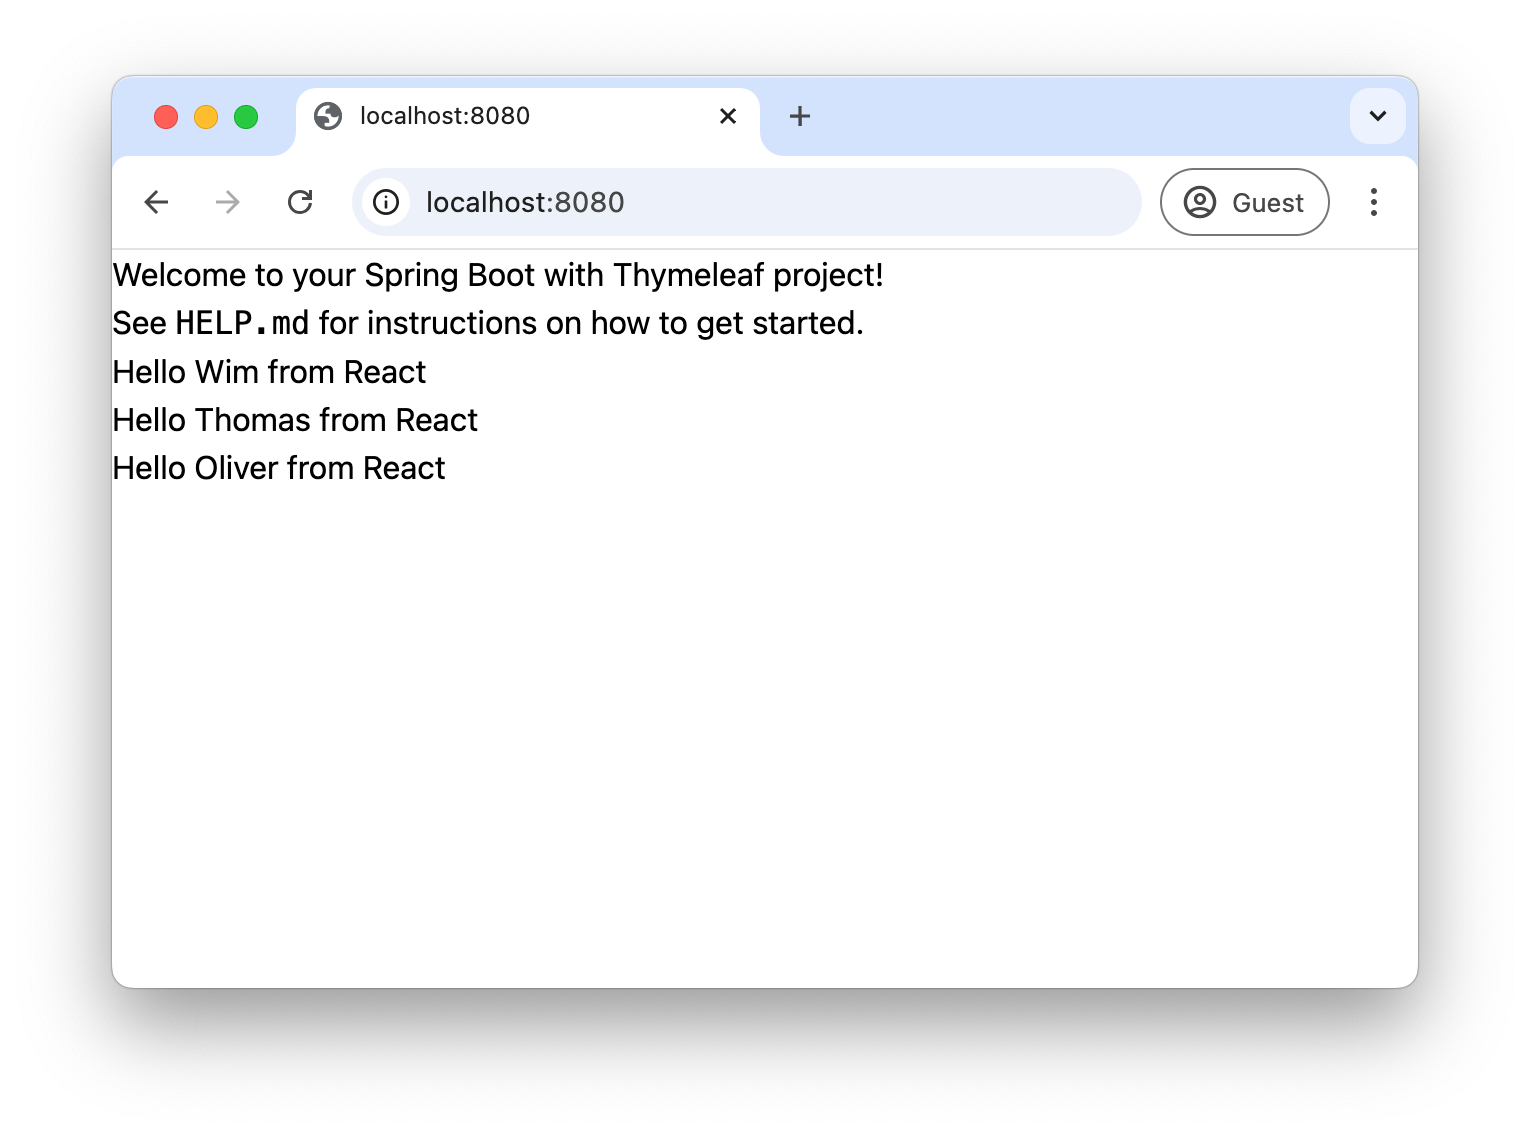 localhost:8080
localhost:8080
Guest
Welcome to your Spring Boot with Thymeleaf project!
See HELP.md for instructions on how to get started.
Hello Wim from React
Hello Thomas from React
Hello Oliver from React